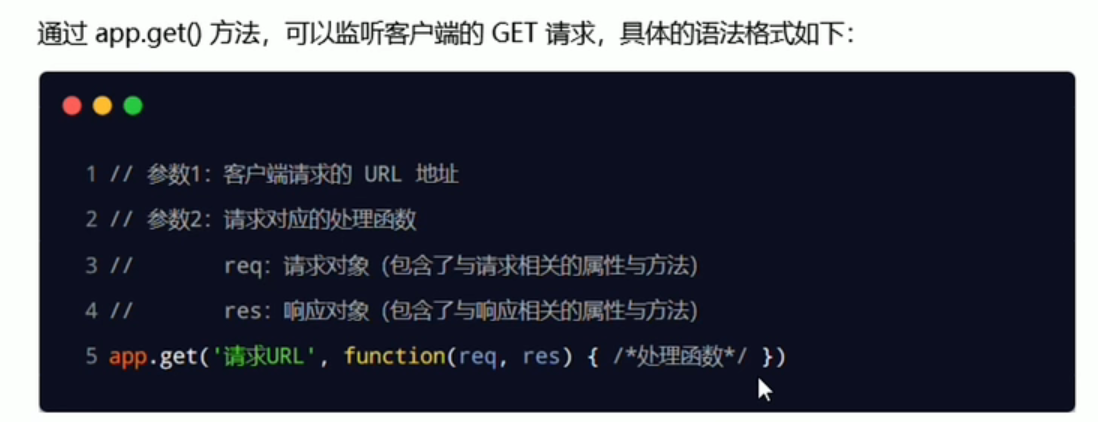 通过 app.get() 方法，可以监听客户端的 GET 请求，具体的语法格式如下：
1 // 参数1：客户端请求的 URL 地址
2 // 参数2：请求对应的处理函数
3 //       req：请求对象（包含了与请求相关的属性与方法）
4 //       res：响应对象（包含了与响应相关的属性与方法）
5 app.get('请求URL', function(req, res) { /*处理函数*/ })